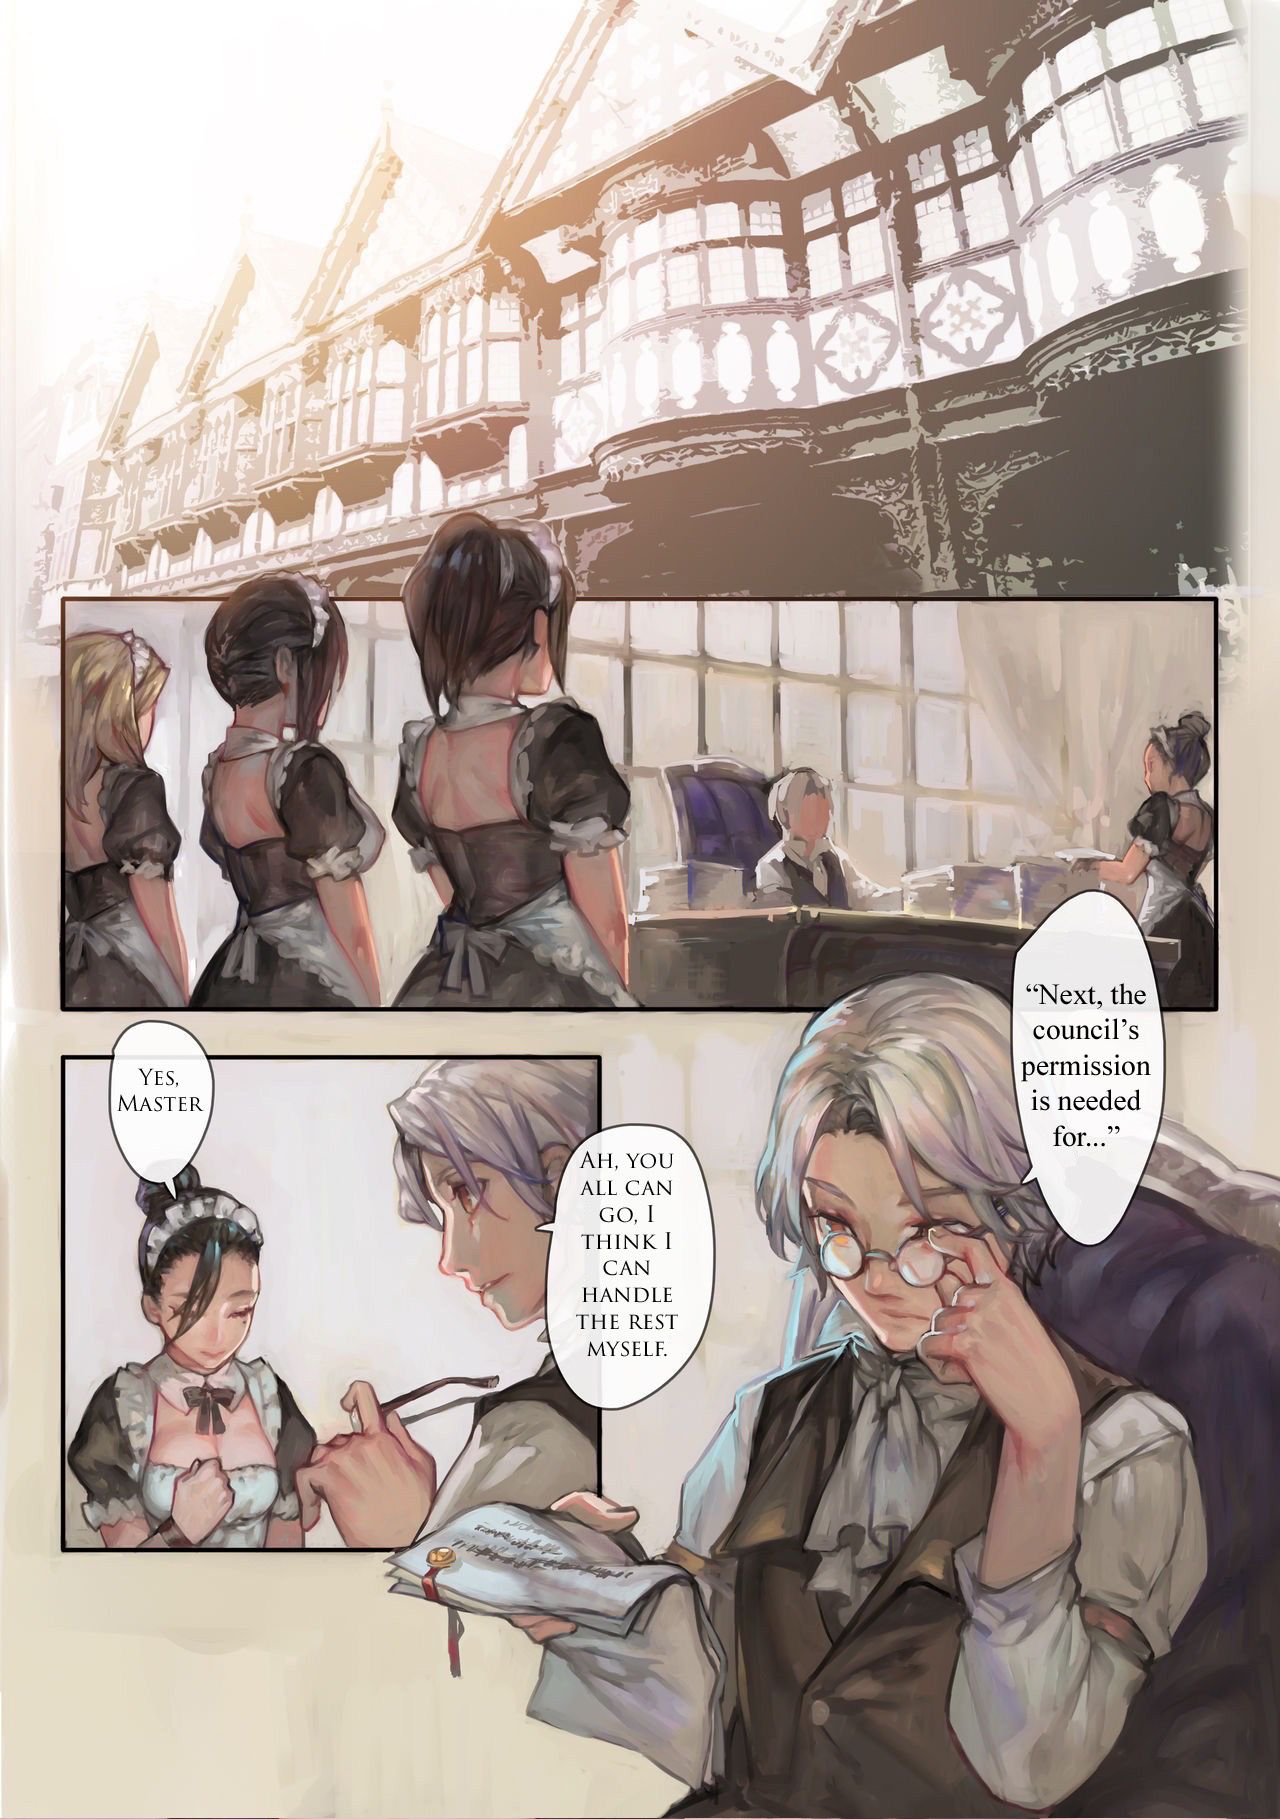 “Next, the
council’s
permission
is needed
for...”
Ah, you
all can
go, I
think I
can
handle
the rest
myself.
Yes,
Master